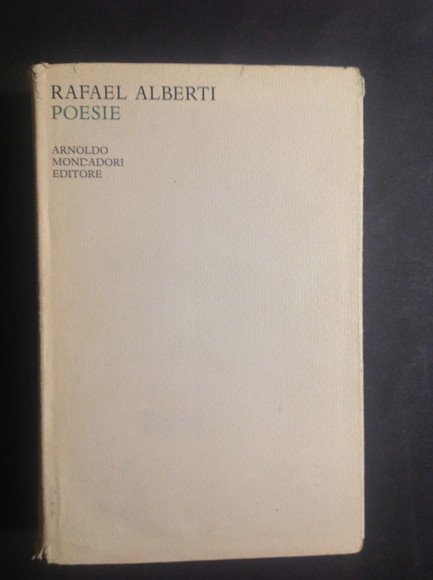 RAFAEL ALBERTI
POESIE
ARNOLDO
MONDADORI
EDITORE